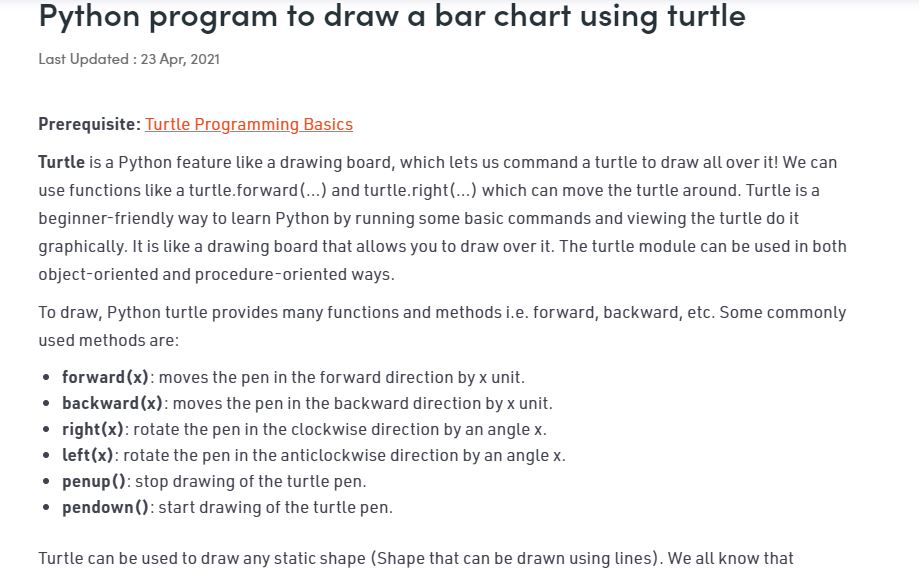 Python program to draw a bar chart using turtle
Last Updated : 23 Apr, 2021
Prerequisite: Turtle Programming Basics
Turtle is a Python feature like a drawing board, which lets us command a turtle to draw all over it! We can
use functions like a turtle.forward(...) and turtle.right(...) which can move the turtle around. Turtle is a
beginner-friendly way to learn Python by running some basic commands and viewing the turtle do it
graphically. It is like a drawing board that allows you to draw over it. The turtle module can be used in both
object-oriented and procedure-oriented ways.
To draw, Python turtle provides many functions and methods i.e. forward, backward, etc. Some commonly
used methods are:
• forward(x): moves the pen in the forward direction by x unit.
• backward(x): moves the pen in the backward direction by x unit.
• right(x): rotate the pen in the clockwise direction by an angle x.
• left(x): rotate the pen in the anticlockwise direction by an angle x.
• penup(): stop drawing of the turtle pen.
• pendown(): start drawing of the turtle pen.
Turtle can be used to draw any static shape (Shape that can be drawn using lines). We all know that